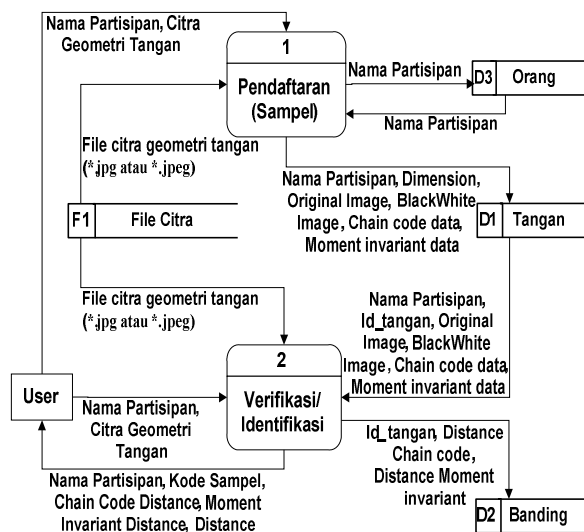 Nama Partisipan, Citra
Geometri Tangan
1
Pendaftaran
(Sampel)
Nama Partisipan
D3
Orang
Nama Partisipan
File citra geometri tangan
(*.jpg atau *.jpeg)
Nama Partisipan, Dimension,
Original Image, BlackWhite
Image, Chain code data,
Moment invariant data
F1
File Citra
D1
Tangan
File citra geometri tangan
(*.jpg atau *.jpeg)
Nama Partisipan,
Id_tangan, Original
Image, BlackWhite
Image, Chain code data,
Moment invariant data
2
Verifikasi/
Identifikasi
User
Nama Partisipan,
Citra Geometri
Tangan
Id_tangan, Distance
Chain code,
Distance Moment
invariant
Nama Partisipan, Kode Sampel,
Chain Code Distance, Moment
Invariant Distance, Distance
D2
Banding